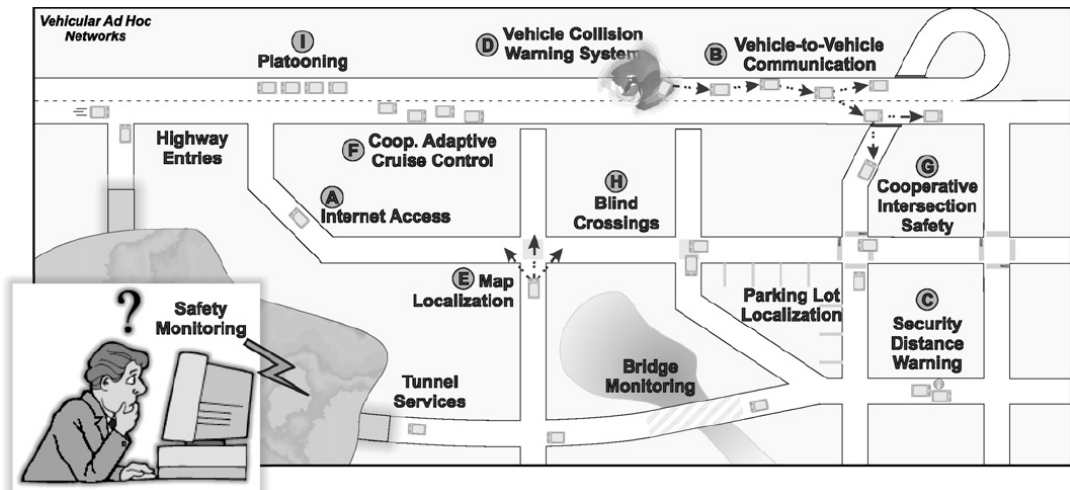 Vehicular Ad Hoc
Networks
I
Platooning
D
Vehicle Collision
Warning System
B
Vehicle-to-Vehicle
Communication
Highway
Entries
F
Coop. Adaptive
Cruise Control
A
Internet Access
H
Blind
Crossings
G
Cooperative
Intersection
Safety
E
Map
Localization
Parking Lot
Localization
C
Security
Distance
Warning
?
Safety
Monitoring
Tunnel
Services
Bridge
Monitoring